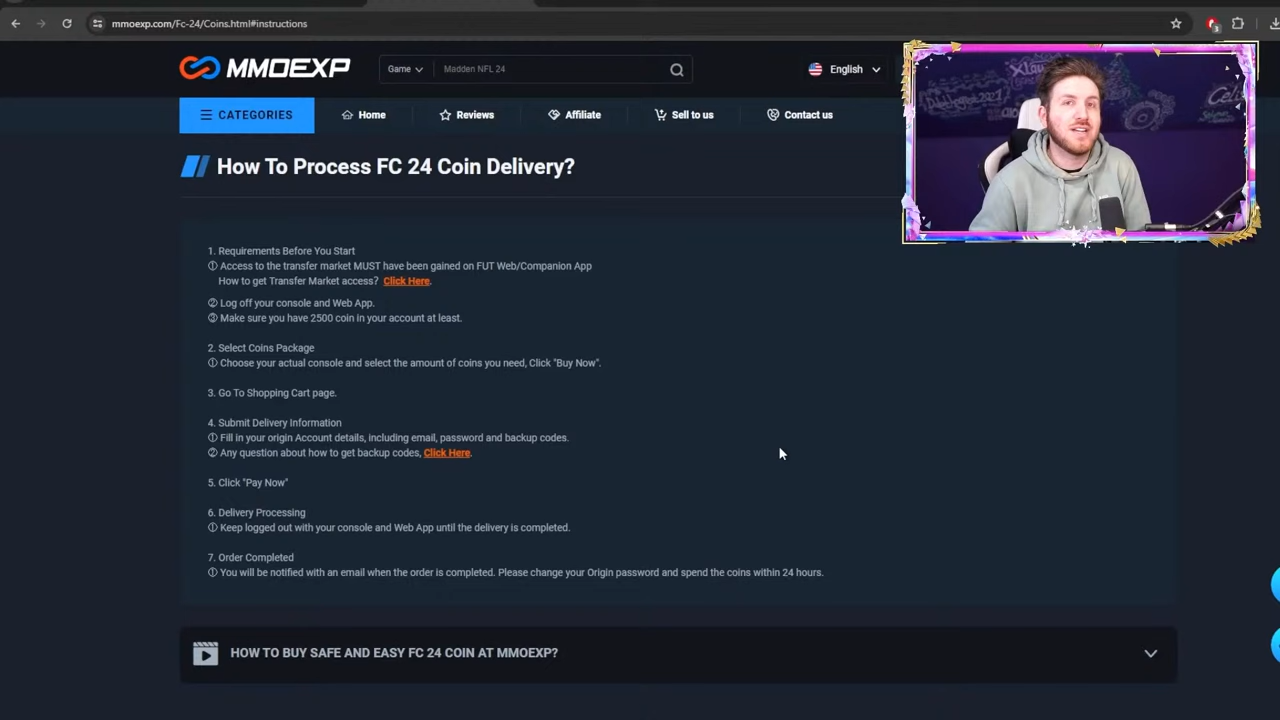 mmoexp.com/Fc-24/Coins.html#instructions
MMOEXP
Game
Madden NFL 24
English
CATEGORIES
Home
Reviews
Affiliate
Sell to us
Contact us
How To Process FC 24 Coin Delivery?
1. Requirements Before You Start
① Access to the transfer market MUST have been gained on FUT Web/Companion App
How to get Transfer Market access? Click Here.
② Log off your console and Web App.
③ Make sure you have 2500 coin in your account at least.
2. Select Coins Package
① Choose your actual console and select the amount of coins you need, Click "Buy Now".
3. Go To Shopping Cart page.
4. Submit Delivery Information
① Fill in your origin Account details, including email, password and backup codes.
② Any question about how to get backup codes, Click Here.
5. Click "Pay Now"
6. Delivery Processing
① Keep logged out with your console and Web App until the delivery is completed.
7. Order Completed
① You will be notified with an email when the order is completed. Please change your Origin password and spend the coins within 24 hours.
HOW TO BUY SAFE AND EASY FC 24 COIN AT MMOEXP?